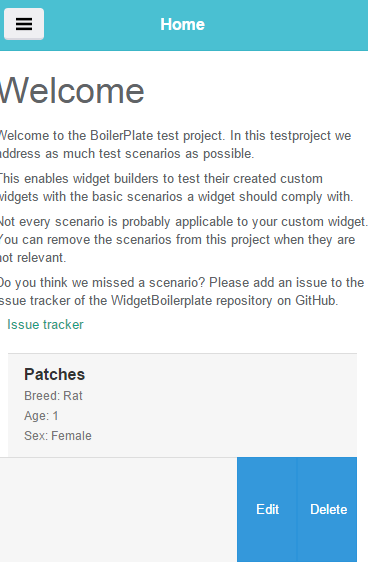 Home
Welcome
Welcome to the BoilerPlate test project. In this testproject we
address as much test scenarios as possible.
This enables widget builders to test their created custom
widgets with the basic scenarios a widget should comply with.
Not every scenario is probably applicable to your custom widget.
You can remove the scenarios from this project when they are
not relevant.
Do you think we missed a scenario? Please add an issue to the
issue tracker of the WidgetBoilerplate repository on GitHub.
Issue tracker
Patches
Breed: Rat
Age: 1
Sex: Female
Edit Delete